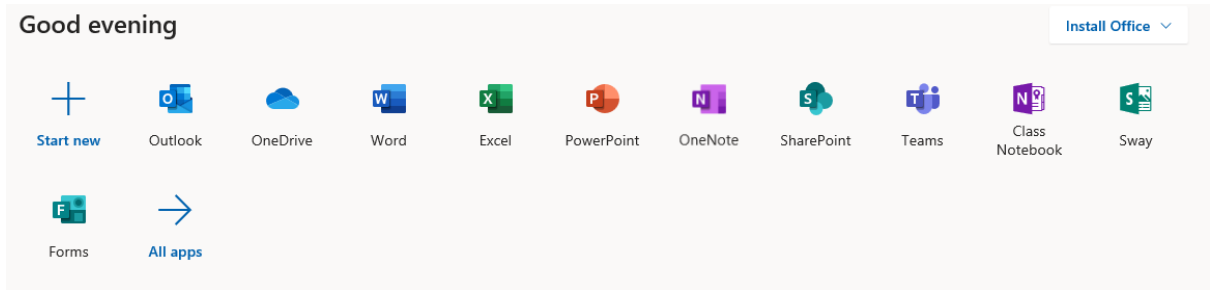 Good evening
Install Office
Start new
Outlook
OneDrive
Word
Excel
PowerPoint
OneNote
SharePoint
Teams
Class
Notebook
Sway
Forms
All apps